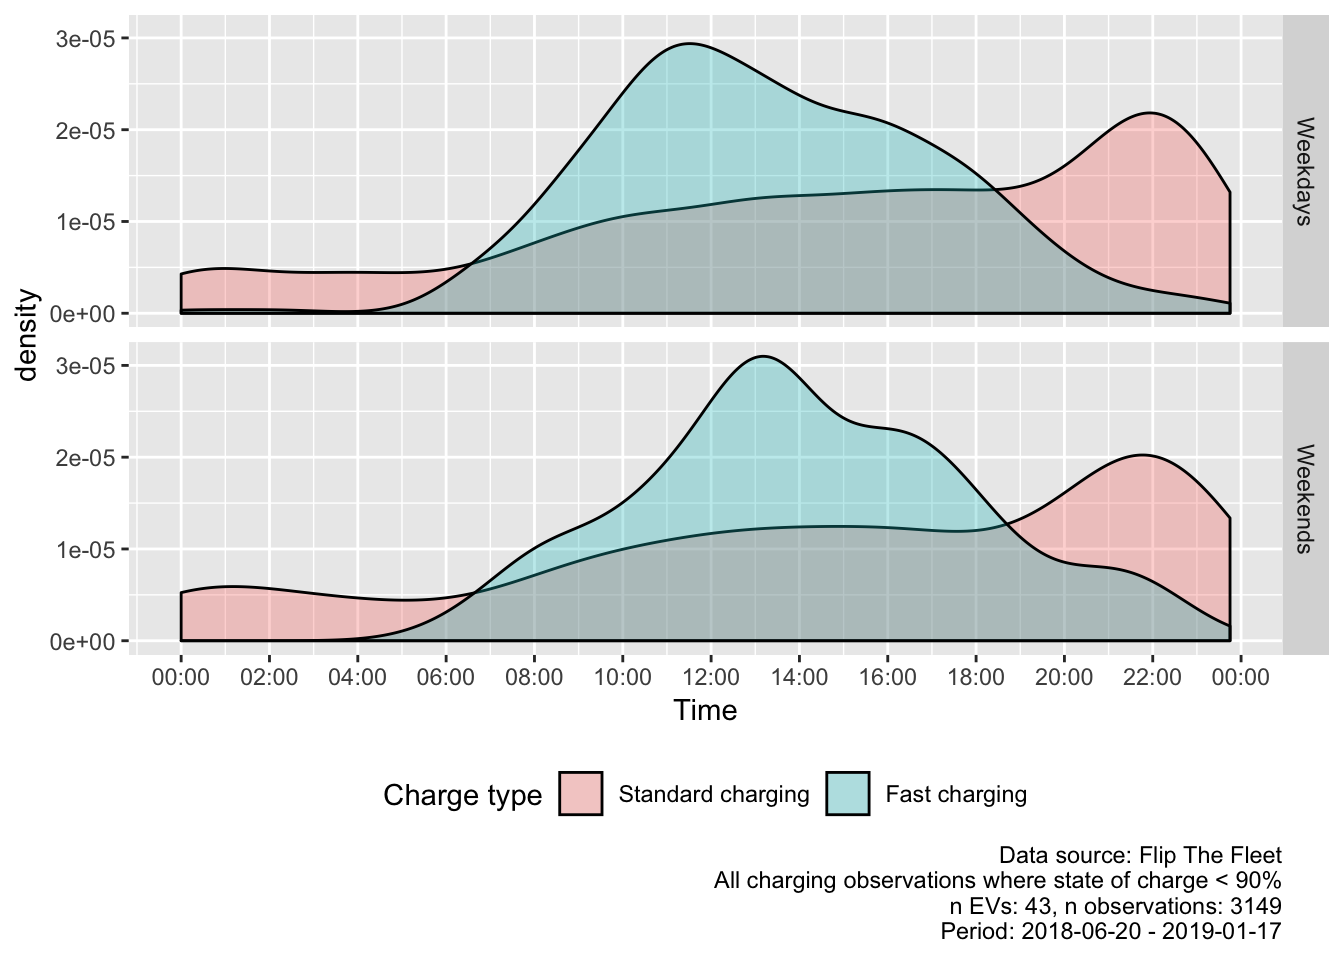 density
3e-05
2e-05
1e-05
0e+00
Weekdays
3e-05
2e-05
1e-05
0e+00
Weekends
00:00 02:00 04:00 06:00 08:00 10:00 12:00 14:00 16:00 18:00 20:00 22:00 00:00
Time
Charge type Standard charging Fast charging
Data source: Flip The Fleet
All charging observations where state of charge < 90%
n EVs: 43, n observations: 3149
Period: 2018-06-20 - 2019-01-17